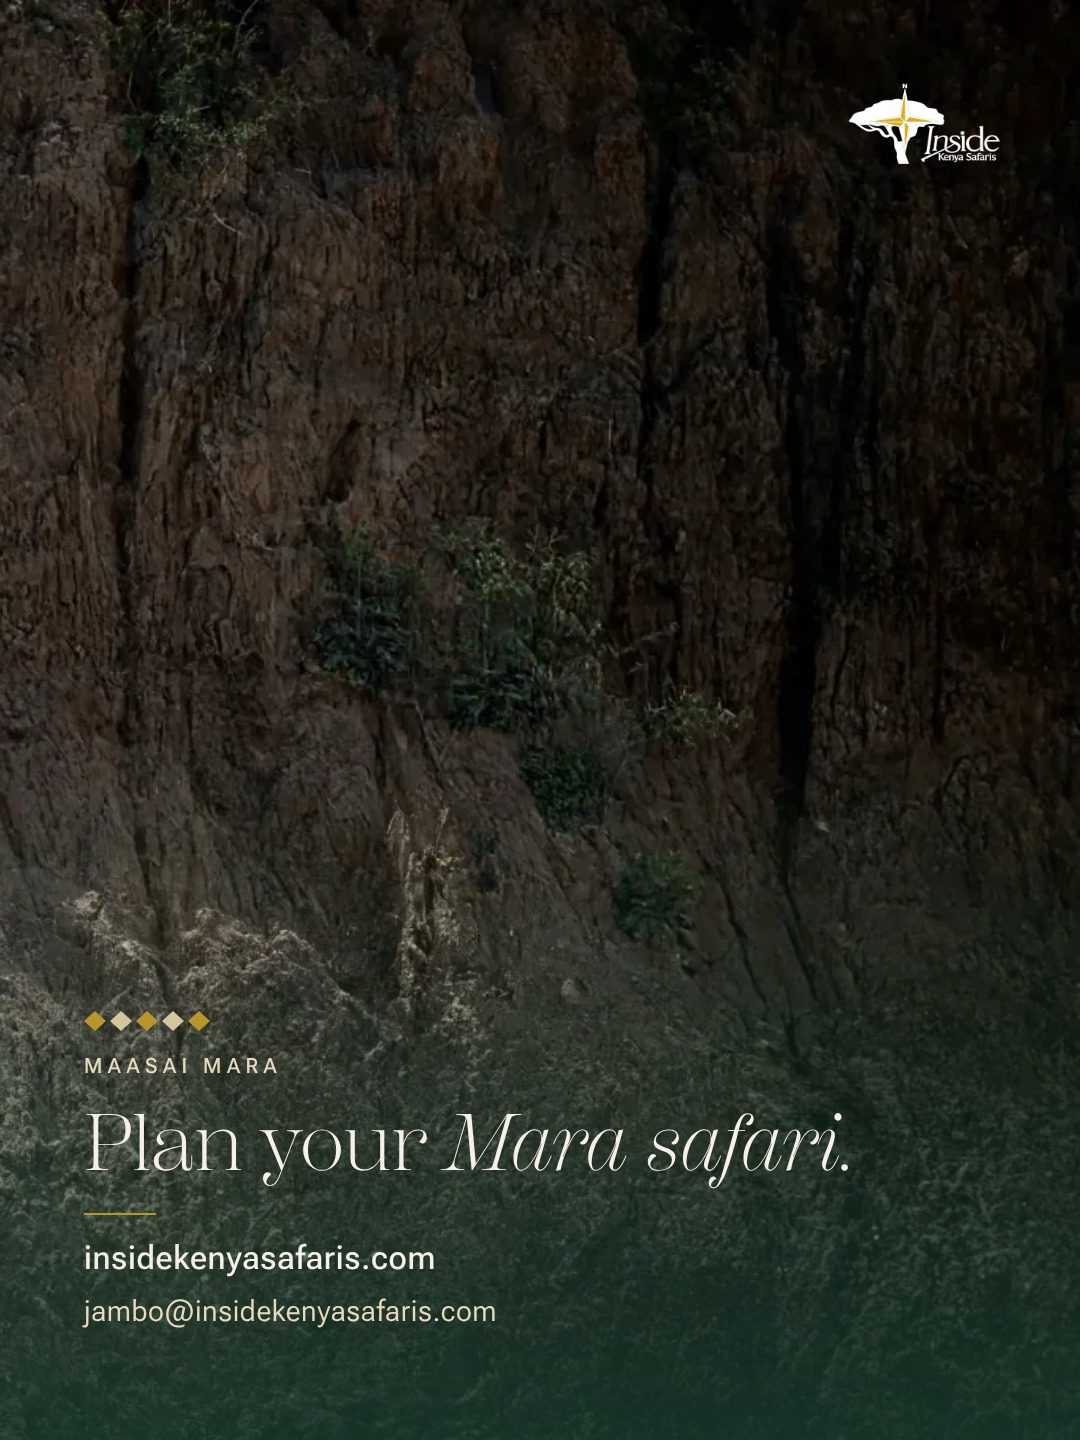 N
Inside
Kenya Safaris
MAASAI MARA
Plan your Mara safari.
insidekenyasafaris.com
jambo@insidekenyasafaris.com